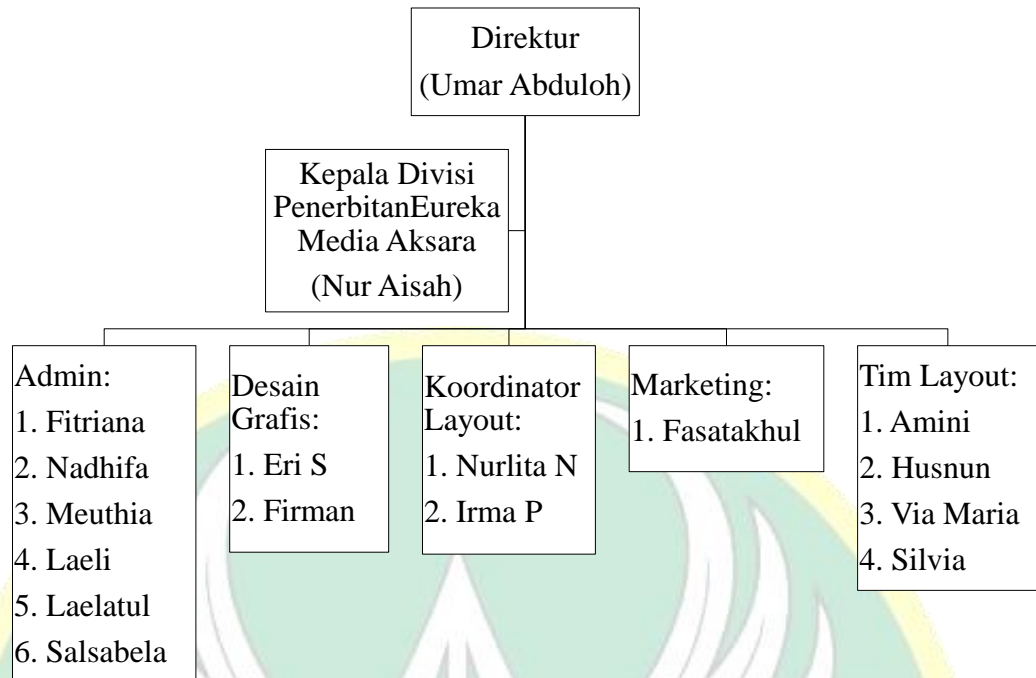 Direktur
(Umar Abduloh)
Kepala Divisi
PenerbitanEureka
Media Aksara
(Nur Aisah)
Admin:
1. Fitriana
2. Nadhifa
3. Meuthia
4. Laeli
5. Laelatul
6. Salsabela
Desain
Grafis:
1. Eri S
2. Firman
Koordinator
Layout:
1. Nurlita N
2. Irma P
Marketing:
1. Fasatakhul
Tim Layout:
1. Amini
2. Husnun
3. Via Maria
4. Silvia